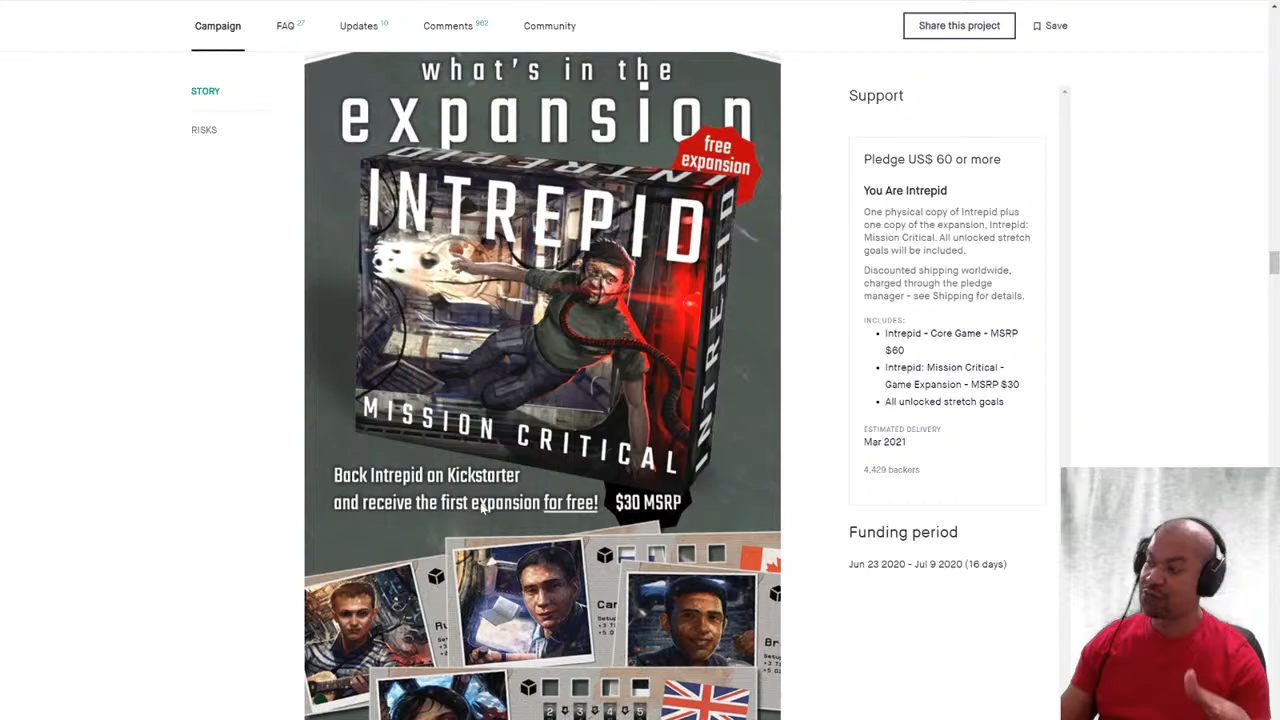 Campaign
FAQ 27
Updates 10
Comments 962
Community
Share this project
Save
STORY
RISKS
what's in the
expansion
free
expansion
INTREPID
INTREPID
INTREPID
MISSION CRITICAL
Back Intrepid on Kickstarter
and receive the first expansion for free!
$30 MSRP
2 3 4 5
Support
Pledge US$ 60 or more
You Are Intrepid
One physical copy of Intrepid plus
one copy of the expansion, Intrepid:
Mission Critical. All unlocked stretch
goals will be included.
Discounted shipping worldwide,
charged through the pledge
manager - see Shipping for details.
INCLUDES:
• Intrepid - Core Game - MSRP
$60
• Intrepid: Mission Critical -
Game Expansion - MSRP $30
• All unlocked stretch goals
ESTIMATED DELIVERY
Mar 2021
4,429 backers
Funding period
Jun 23 2020 - Jul 9 2020 (16 days)